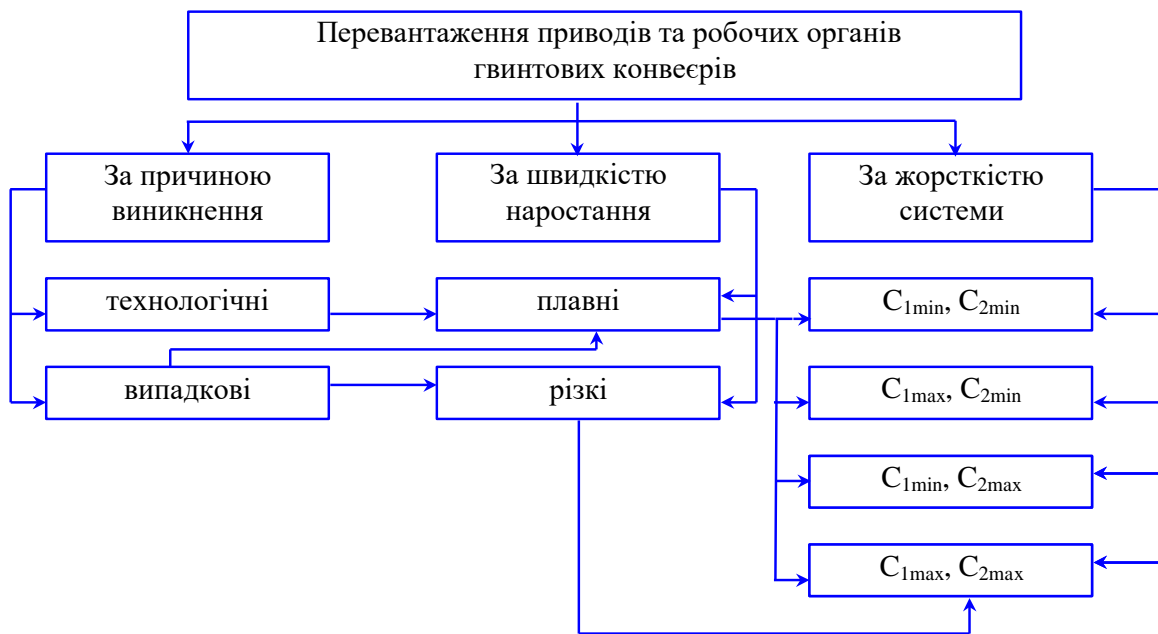 Перевантаження приводів та робочих органів
гвинтових конвеєрів
За причиною
виникнення
За швидкістю
наростання
За жорсткістю
системи
технологічні
плавні
C1min, C2min
випадкові
різкі
C1max, C2min
C1min, C2max
C1max, C2max